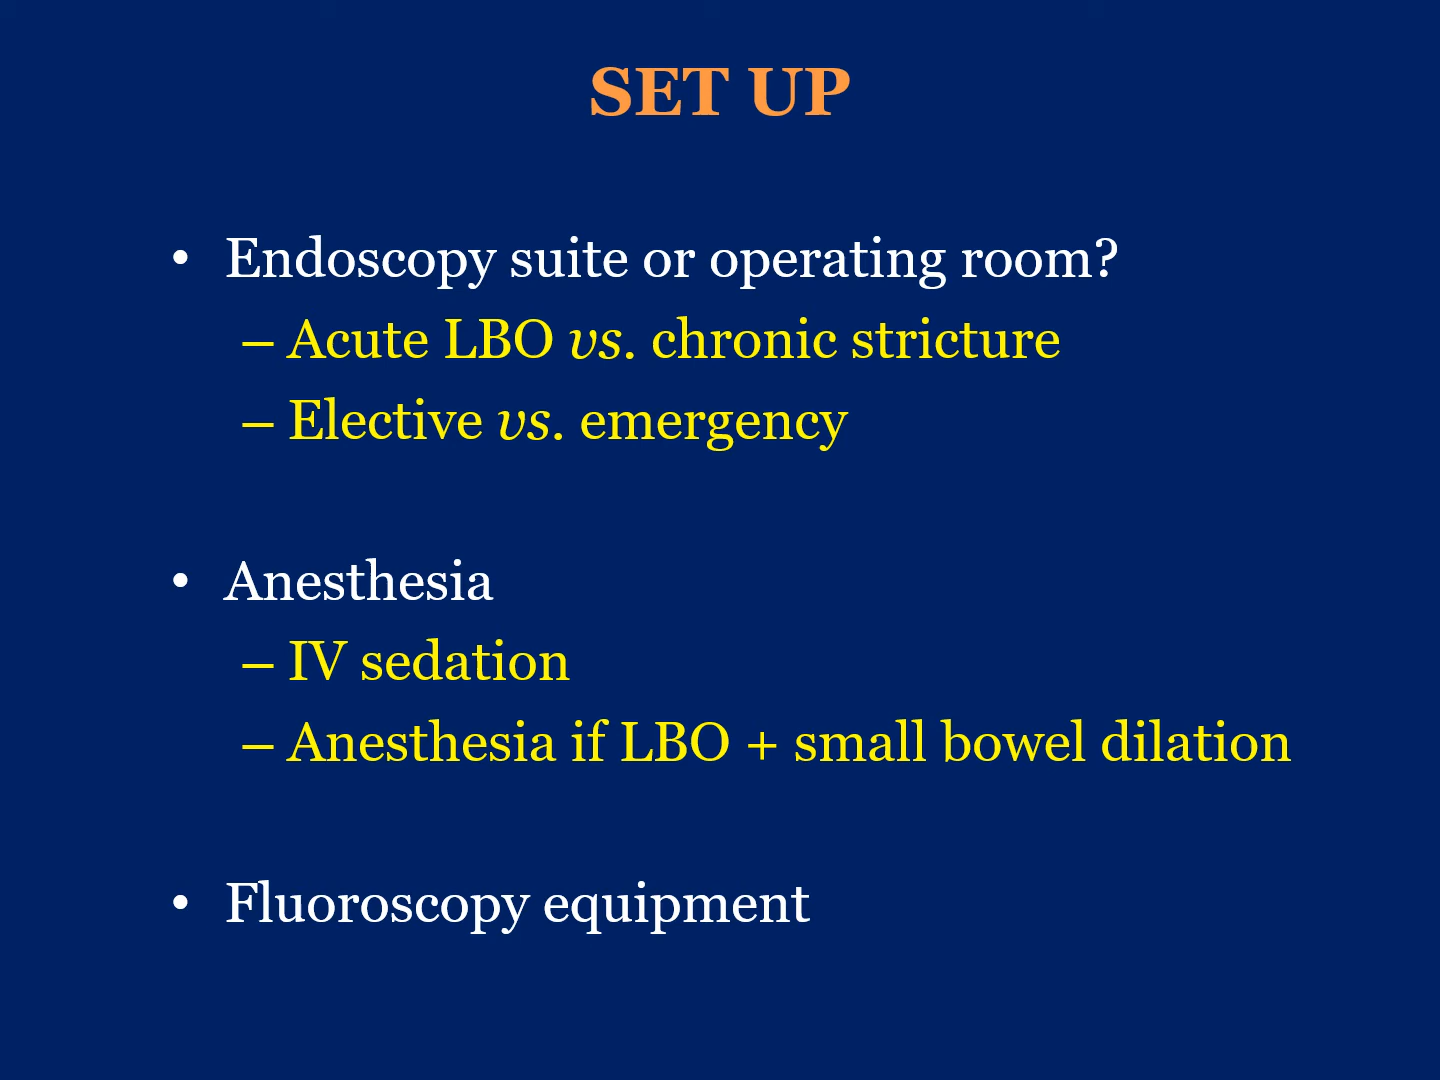 SET UP
• Endoscopy suite or operating room?
– Acute LBO vs. chronic stricture
– Elective vs. emergency
• Anesthesia
– IV sedation
– Anesthesia if LBO + small bowel dilation
• Fluoroscopy equipment